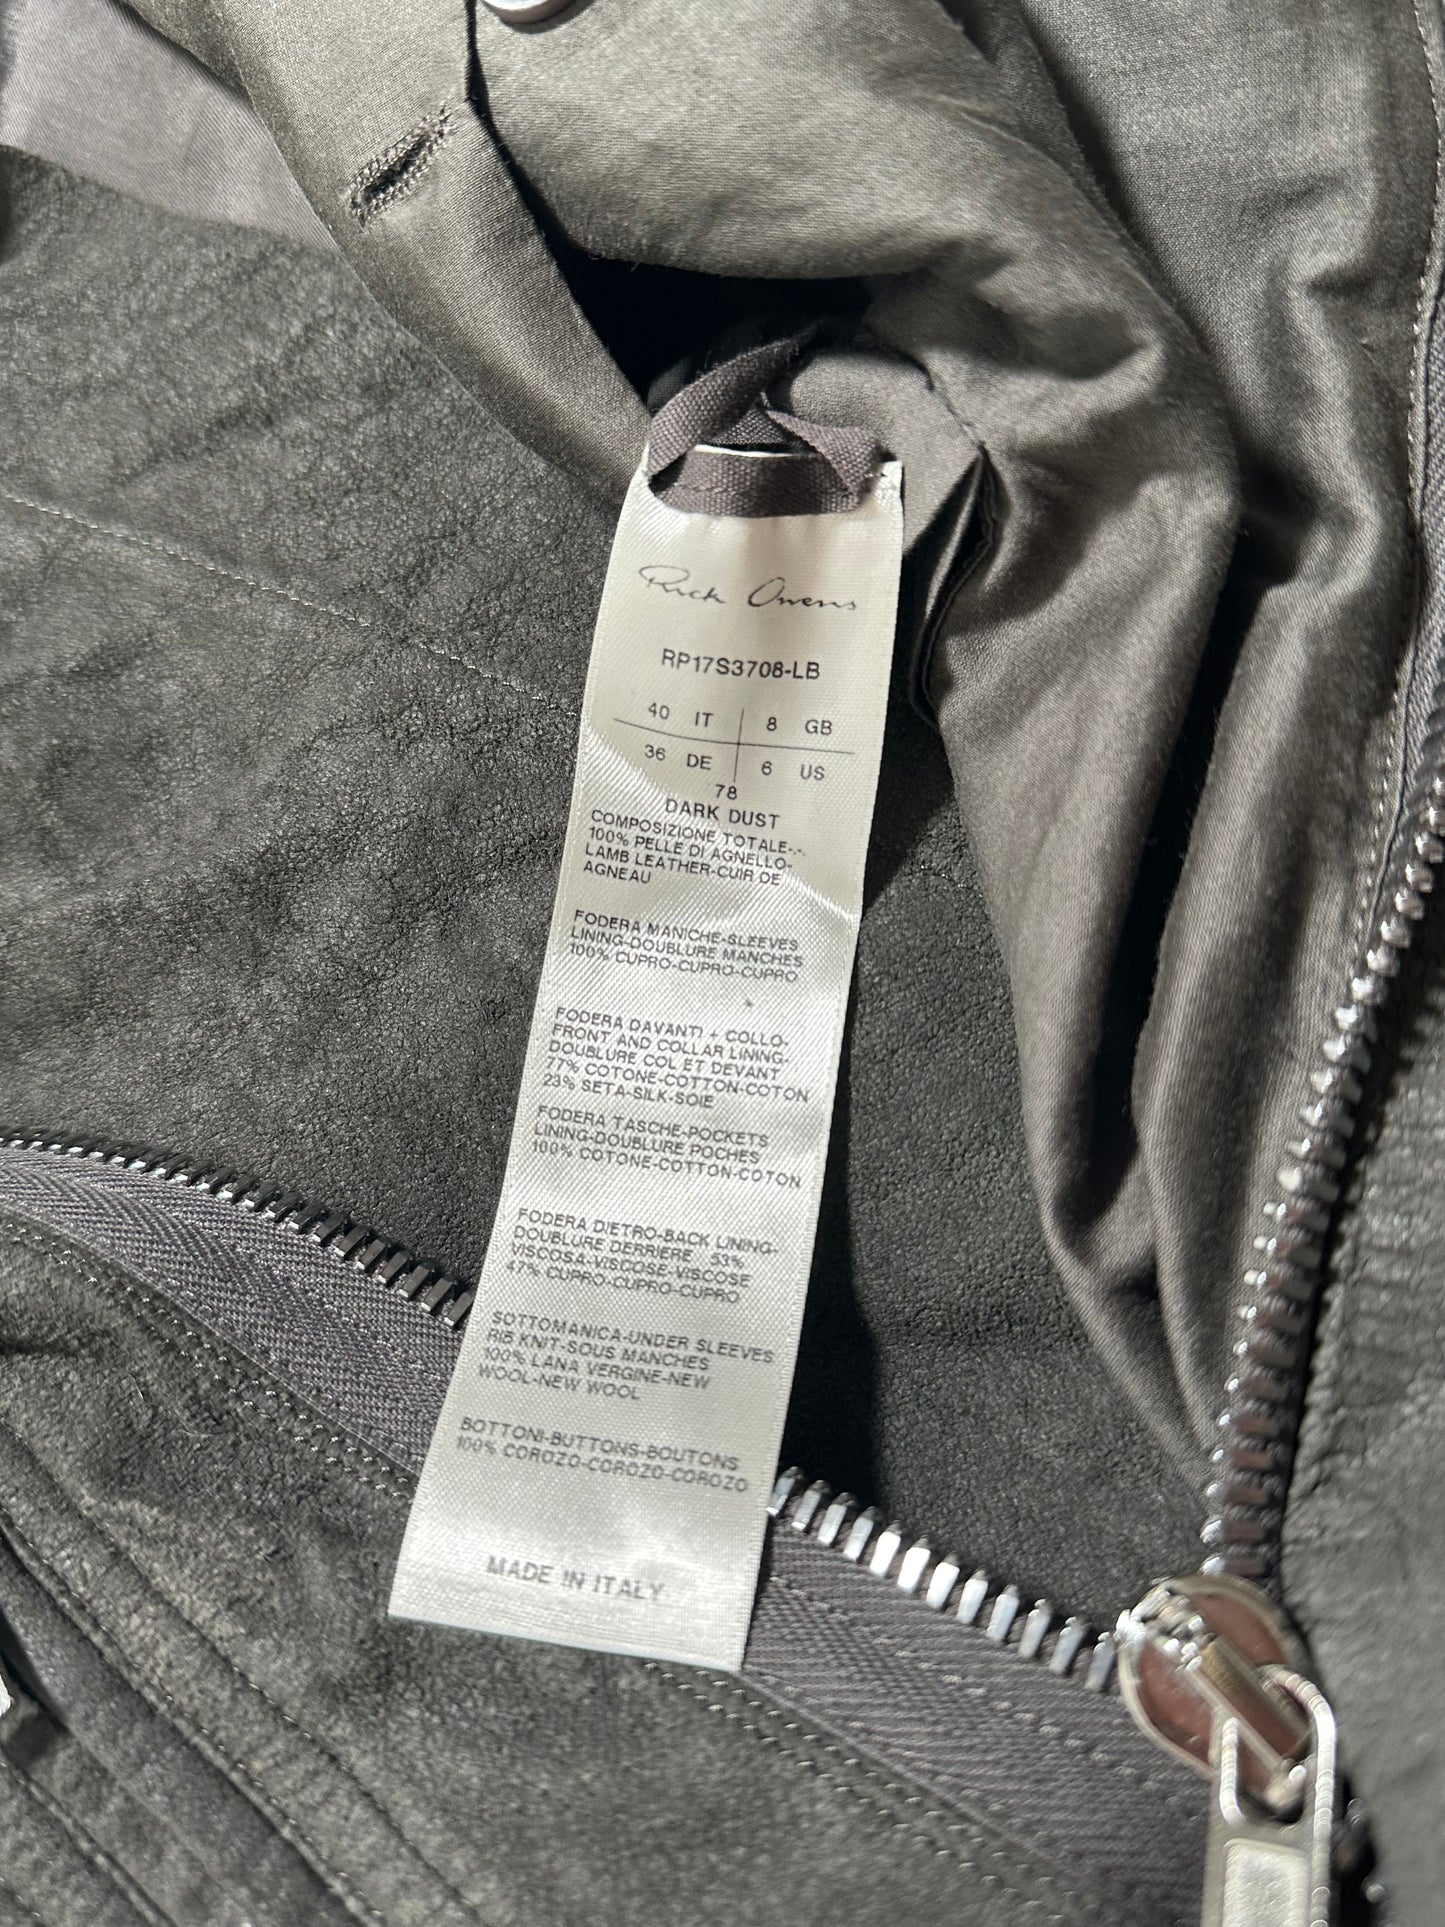 Rick Owens
RP17S3708-LB
40 IT 8 GB
36 DE 6 US
78
DARK DUST
COMPOSIZIONE TOTALE-.-.
100% PELLE DI AGNELLO-
LAMB LEATHER-CUIR DE
AGNEAU
FODERA MANICHE-SLEEVES
LINING-DOUBLURE MANCHES
100% CUPRO-CUPRO-CUPRO
FODERA DAVANTI + COLLO-
FRONT AND COLLAR LINING-
DOUBLURE COL ET DEVANT
77% COTONE-COTTON-COTON
23% SETA-SILK-SOIE
FODERA TASCHE-POCKETS
LINING-DOUBLURE POCHES
100% COTONE-COTTON-COTON
FODERA D'ETRO-BACK LINING-
DOUBLURE DERRIERE 53%
VISCOSA-VISCOSE-VISCOSE
47% CUPRO-CUPRO-CUPRO
SOTTOMANICA-UNDER SLEEVES
RIB KNIT-SOUS MANCHES
100% LANA VERGINE-NEW
WOOL-NEW WOOL
BOTTONI-BUTTONS-BOUTONS
100% COROZO-COROZO-COROZO
MADE IN ITALY